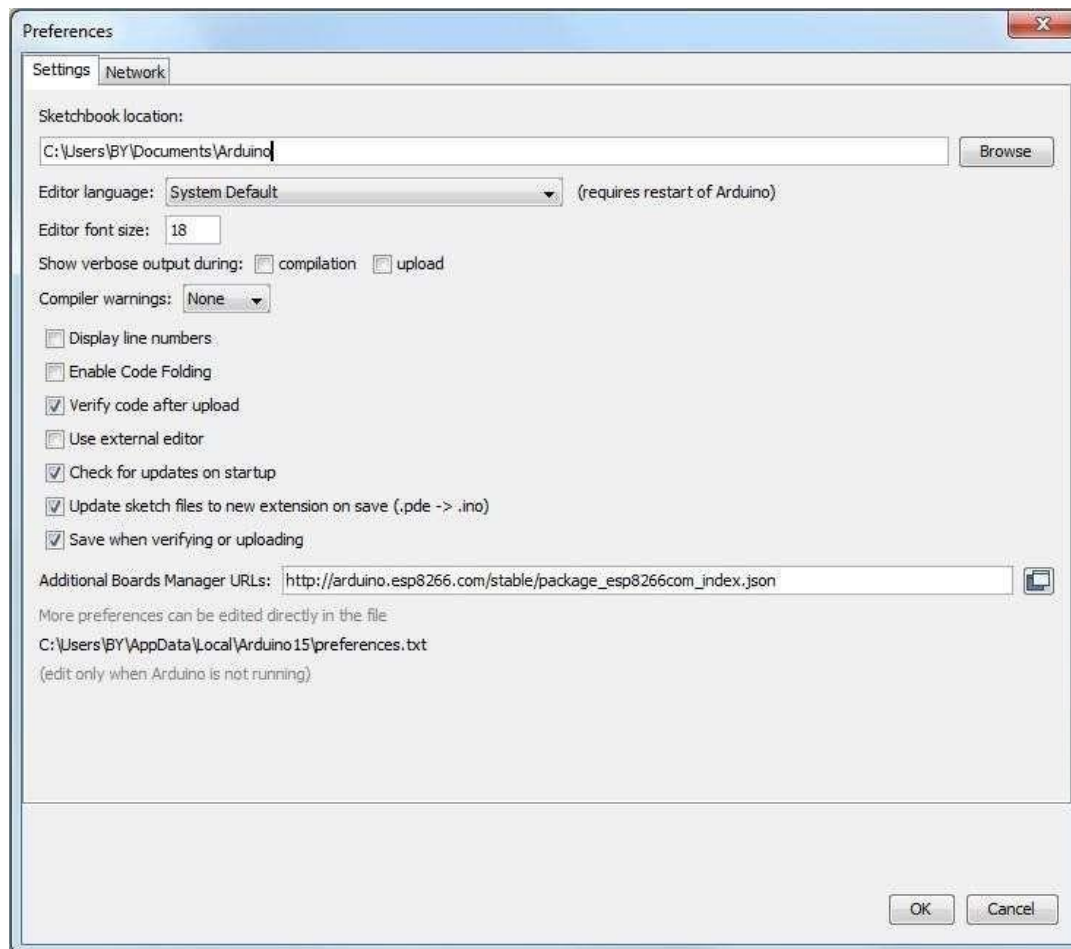 Preferences
Settings Network
Sketchbook location:
C:\Users\BY\Documents\Arduino Browse
Editor language: System Default (requires restart of Arduino)
Editor font size: 18
Show verbose output during: compilation upload
Compiler warnings: None
Display line numbers
Enable Code Folding
Verify code after upload
Use external editor
Check for updates on startup
Update sketch files to new extension on save (.pde -> .ino)
Save when verifying or uploading
Additional Boards Manager URLs: http://arduino.esp8266.com/stable/package_esp8266com_index.json
More preferences can be edited directly in the file
C:\Users\BY\AppData\Local\Arduino15\preferences.txt
(edit only when Arduino is not running)
OK Cancel